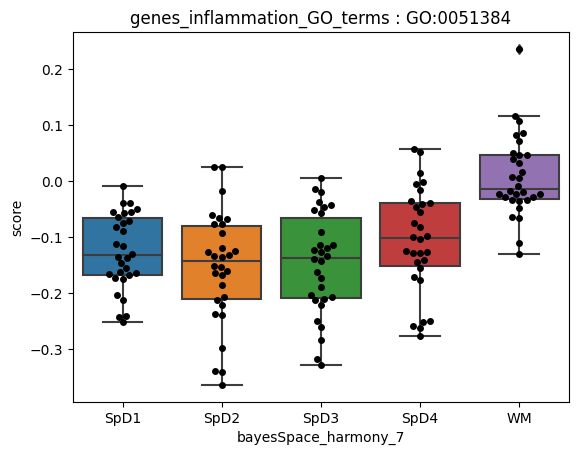 genes_inflammation_GO_terms : GO:0051384
score
0.2
0.1
0.0
−0.1
−0.2
−0.3
SpD1 SpD2 SpD3 SpD4 WM
bayesSpace_harmony_7